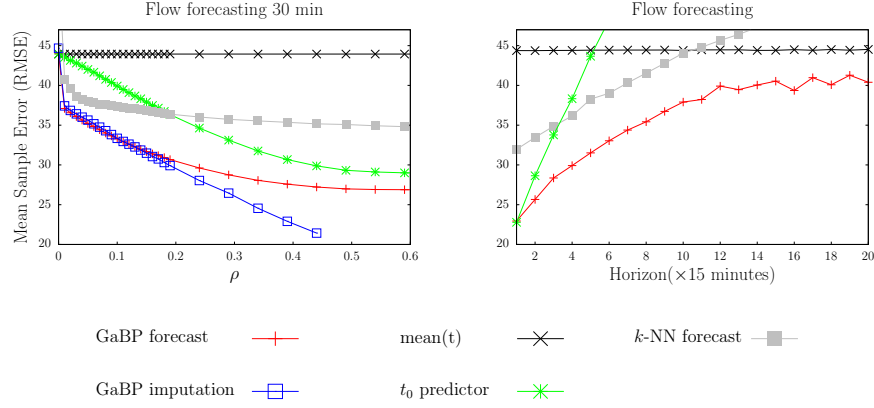 Flow forecasting 30 min
Mean Sample Error (RMSE)
45
40
35
30
25
20
0 0.1 0.2 0.3 0.4 0.5 0.6
ρ
Flow forecasting
45
40
35
30
25
20
2 4 6 8 10 12 14 16 18 20
Horizon(×15 minutes)
GaBP forecast
mean(t)
k-NN forecast
GaBP imputation
t₀ predictor